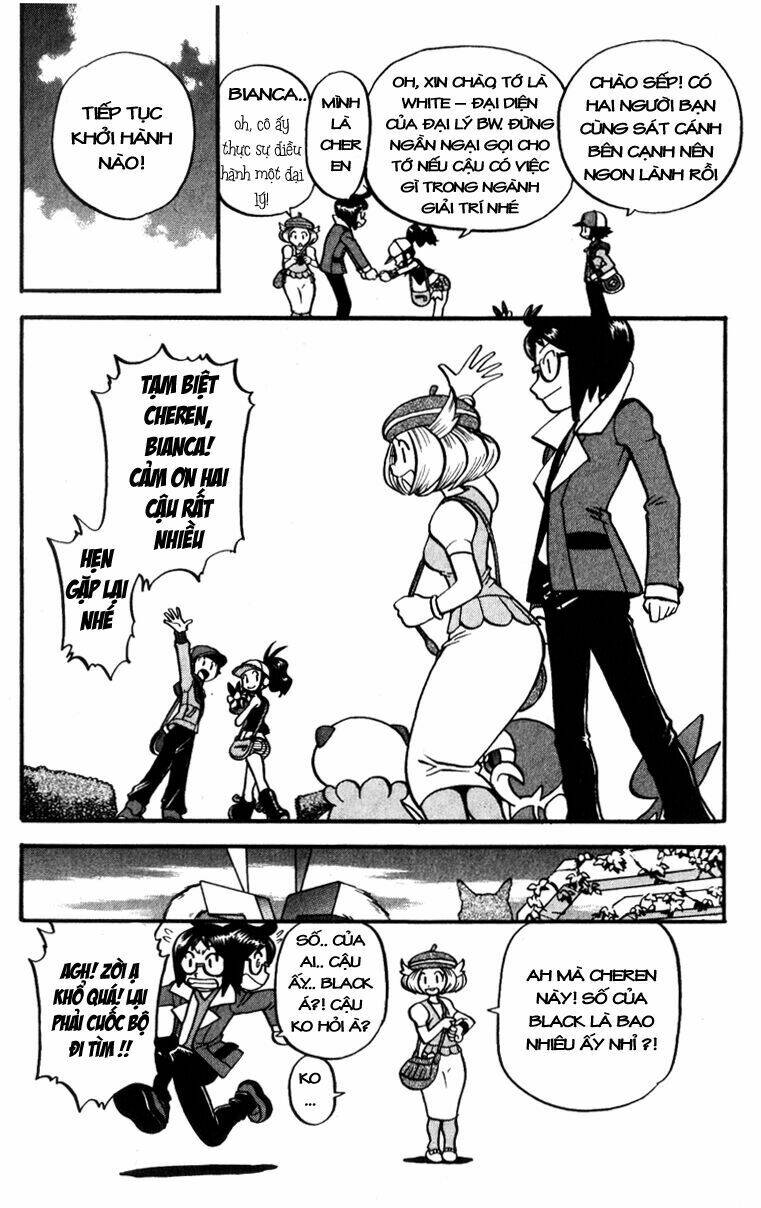 CHÀO SẾP! CÓ
HAI NGƯỜI BẠN
CÙNG SÁT CÁNH
BÊN CẠNH NÊN
NGON LÀNH RỒI
OH, XIN CHÀO, TỚ LÀ
WHITE – ĐẠI DIỆN
CỦA ĐẠI LÝ BW. ĐỪNG
NGẦN NGẠI GỌI CHO
TỚ NẾU CẬU CÓ VIỆC
GÌ TRONG NGÀNH
GIẢI TRÍ NHÉ
MÌNH
LÀ
CHER
EN
BIANCA..
oh, cô ấy
thực sự điều
hành một đại
lý!
TIẾP TỤC
KHỞI HÀNH
NÀO!
TẠM BIỆT
CHEREN,
BIANCA!
CẢM ƠN HAI
CẬU RẤT
NHIỀU
HẸN
GẶP LẠI
NHÉ
AH MÀ CHEREN
NÀY! SỐ CỦA
BLACK LÀ BAO
NHIÊU ẤY NHỈ ?!
SỐ.. CỦA
AI.. CẬU
ẤY.. BLACK
Á?! CẬU
KO HỎI À?
KO
...
AGH! ZỜI Ạ
KHỔ QUÁ! LẠI
PHẢI CUỐC BỘ
ĐI TÌM !!